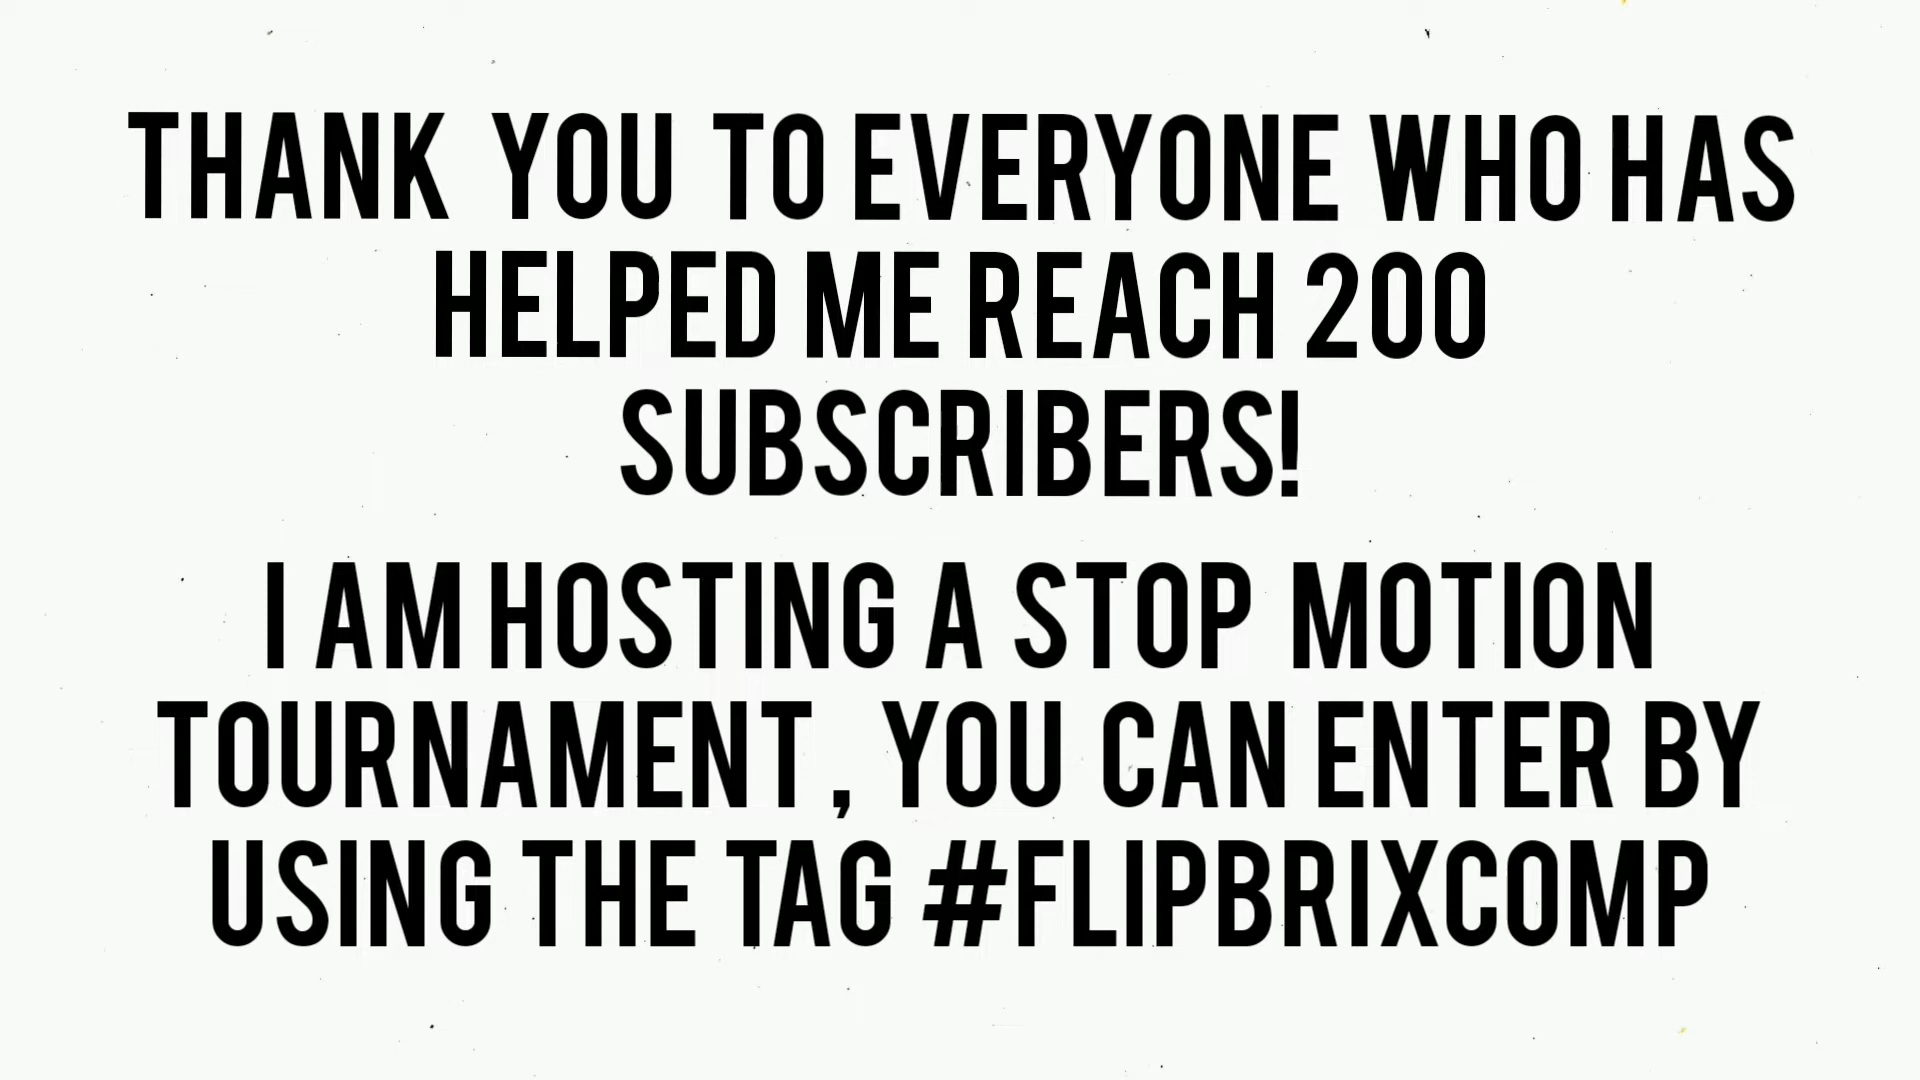 THANK YOU TO EVERYONE WHO HAS
HELPED ME REACH 200
SUBSCRIBERS!
I AM HOSTING A STOP MOTION
TOURNAMENT, YOU CAN ENTER BY
USING THE TAG #FLIPBRIXCOMP